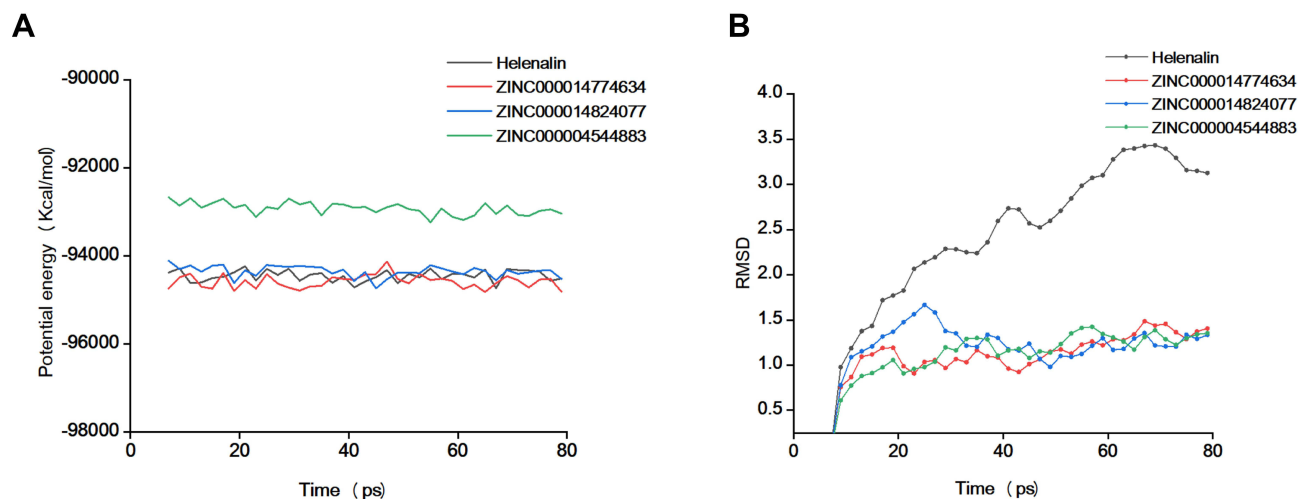 A
Helenalin
ZINC000014774634
ZINC000014824077
ZINC000004544883
Potential energy （Kcal/mol）
-90000
-92000
-94000
-96000
-98000
0 20 40 60 80
Time （ps）
B
Helenalin
ZINC000014774634
ZINC000014824077
ZINC000004544883
RMSD
4.0
3.5
3.0
2.5
2.0
1.5
1.0
0.5
0 20 40 60 80
Time （ps）